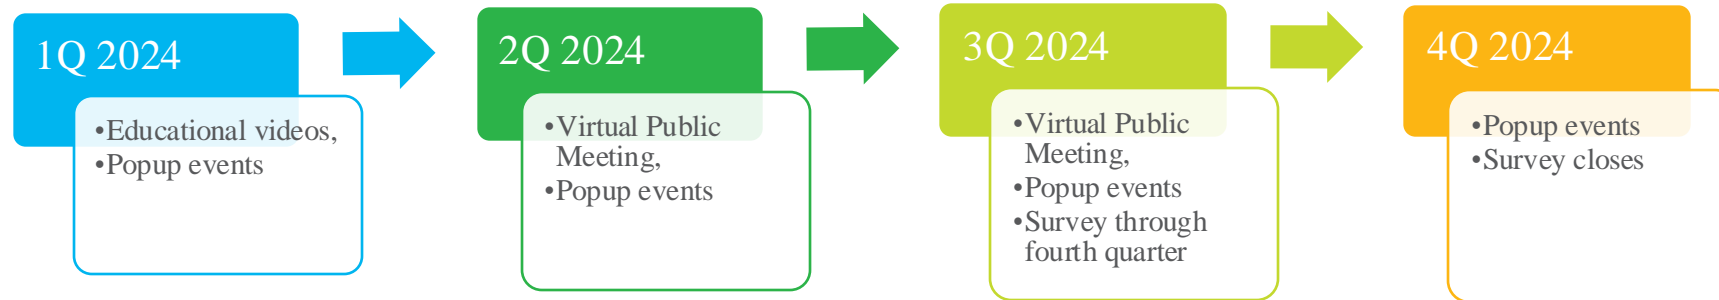 1Q 2024
•Educational videos,
•Popup events
2Q 2024
•Virtual Public
Meeting,
•Popup events
3Q 2024
•Virtual Public
Meeting,
•Popup events
•Survey through
fourth quarter
4Q 2024
•Popup events
•Survey closes